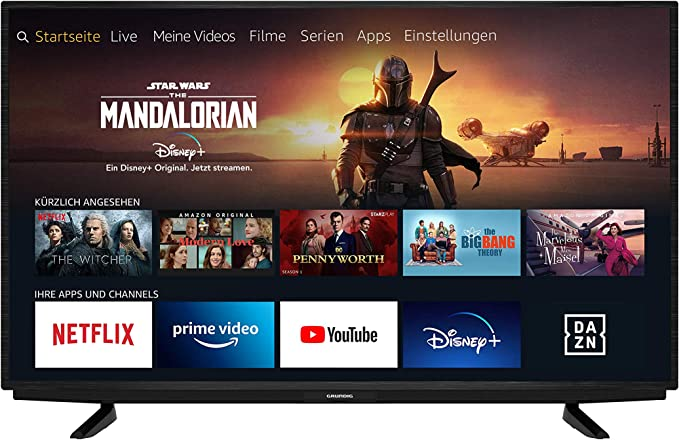 Startseite Live Meine Videos Filme Serien Apps Einstellungen
STAR WARS
THE
MANDALORIAN
Disney+
Ein Disney+ Original. Jetzt streamen.
KÜRZLICH ANGESEHEN
NETFLIX
THE WITCHER
AMAZON ORIGINAL
Modern Love
STARZPLAY
PENNYWORTH
SEASON 1
the
BIG BANG
THEORY
THE
Marvelous
Mrs.
Maisel
IHRE APPS UND CHANNELS
NETFLIX
prime video
YouTube
Disney+
DA
ZN
GRUNDIG